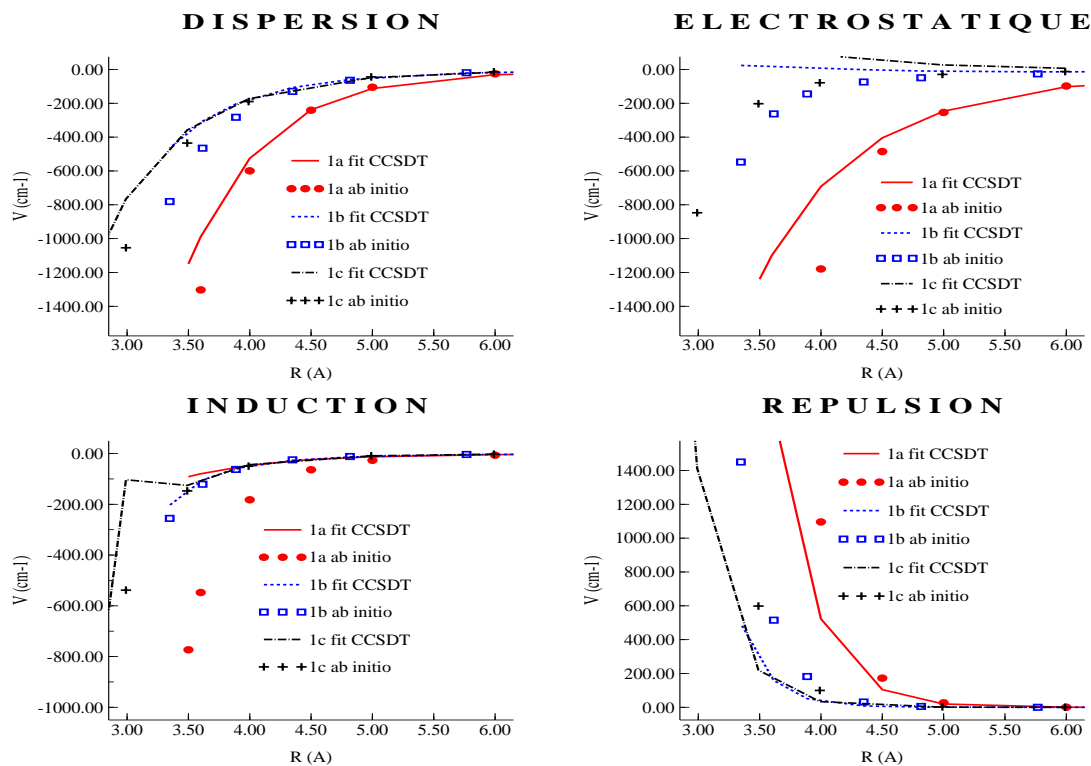 DISPERSION
0.00
-200.00
-400.00
-600.00
-800.00
-1000.00
-1200.00
-1400.00
V (cm-1)
1a fit CCSDT
1a ab initio
1b fit CCSDT
1b ab initio
1c fit CCSDT
1c ab initio
3.00 3.50 4.00 4.50 5.00 5.50 6.00
R (A)
ELECTROSTATIQUE
0.00
-200.00
-400.00
-600.00
-800.00
-1000.00
-1200.00
-1400.00
V (cm-1)
1a fit CCSDT
1a ab initio
1b fit CCSDT
1b ab initio
1c fit CCSDT
1c ab initio
3.00 3.50 4.00 4.50 5.00 5.50 6.00
R (A)
INDUCTION
0.00
-200.00
-400.00
-600.00
-800.00
-1000.00
V (cm-1)
1a fit CCSDT
1a ab initio
1b fit CCSDT
1b ab initio
1c fit CCSDT
1c ab initio
3.00 3.50 4.00 4.50 5.00 5.50 6.00
R (A)
REPULSION
1400.00
1200.00
1000.00
800.00
600.00
400.00
200.00
0.00
V (cm-1)
1a fit CCSDT
1a ab initio
1b fit CCSDT
1b ab initio
1c fit CCSDT
1c ab initio
3.00 3.50 4.00 4.50 5.00 5.50 6.00
R (A)